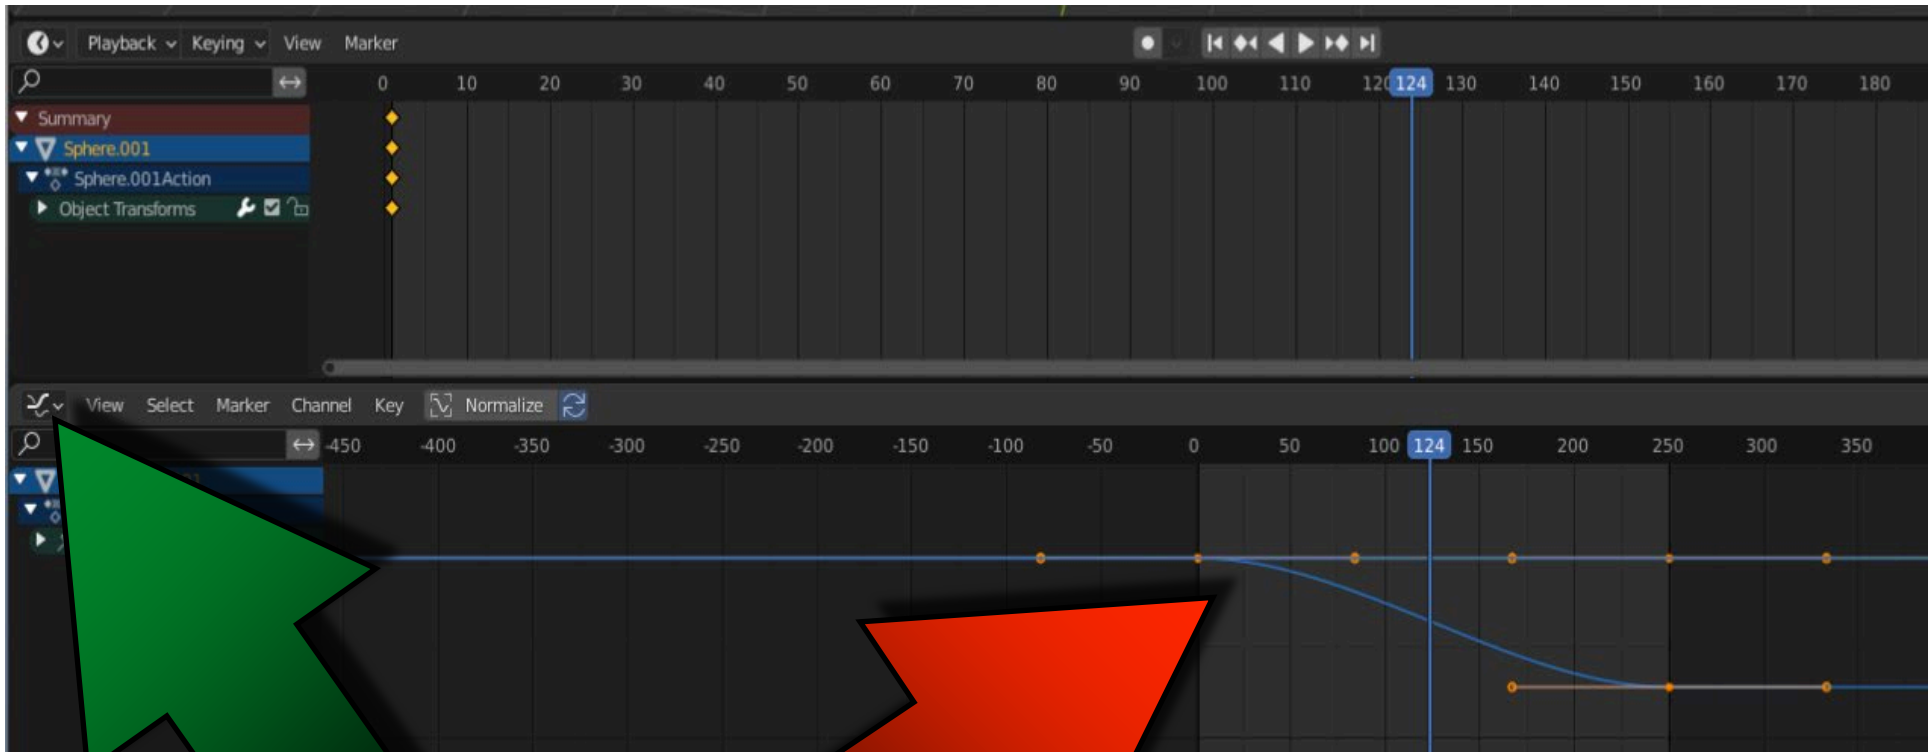 Playback Keying View Marker
0 10 20 30 40 50 60 70 80 90 100 110 124 130 140 150 160 170 180
Summary
Sphere.001
Sphere.001Action
Object Transforms
View Select Marker Channel Key Normalize
-450 -400 -350 -300 -250 -200 -150 -100 -50 0 50 100 124 150 200 250 300 350